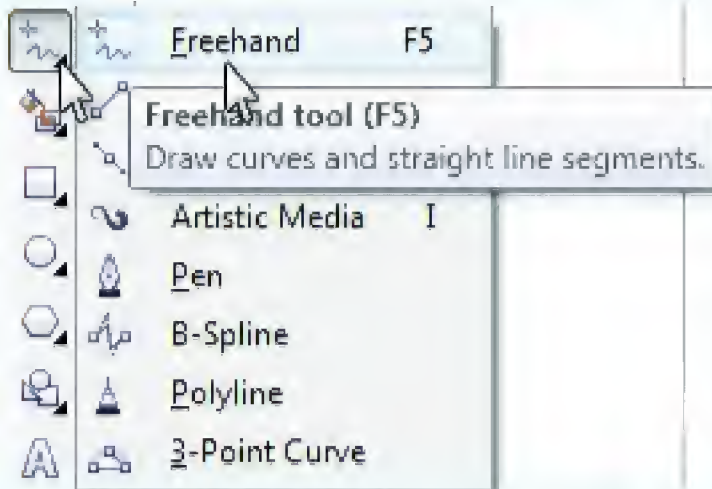 Freehand F5
Freehand tool (F5)
Draw curves and straight line segments.
Artistic Media I
Pen
B-Spline
Polyline
3-Point Curve